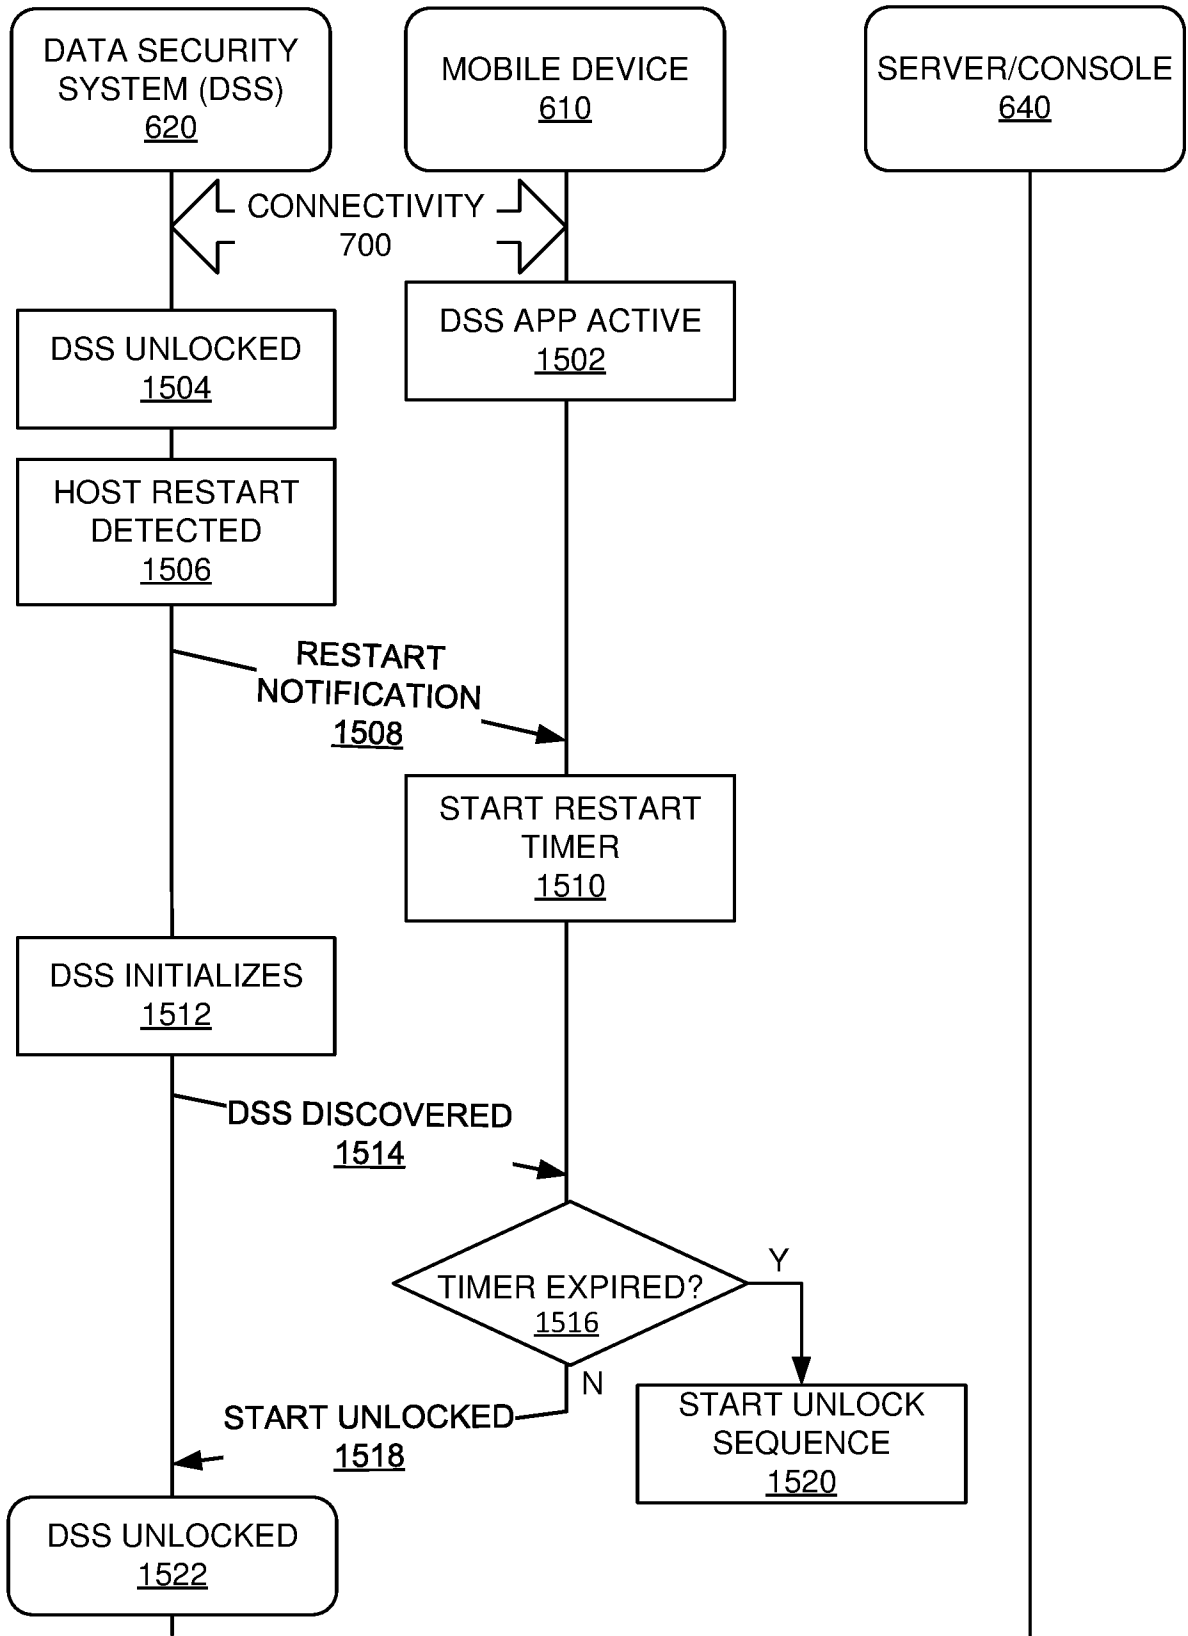 DATA SECURITY
SYSTEM (DSS)
620
MOBILE DEVICE
610
SERVER/CONSOLE
640
CONNECTIVITY
700
DSS APP ACTIVE
1502
DSS UNLOCKED
1504
HOST RESTART
DETECTED
1506
RESTART
NOTIFICATION
1508
START RESTART
TIMER
1510
DSS INITIALIZES
1512
DSS DISCOVERED
1514
TIMER EXPIRED?
1516
Y
N
START UNLOCKED
1518
START UNLOCK
SEQUENCE
1520
DSS UNLOCKED
1522